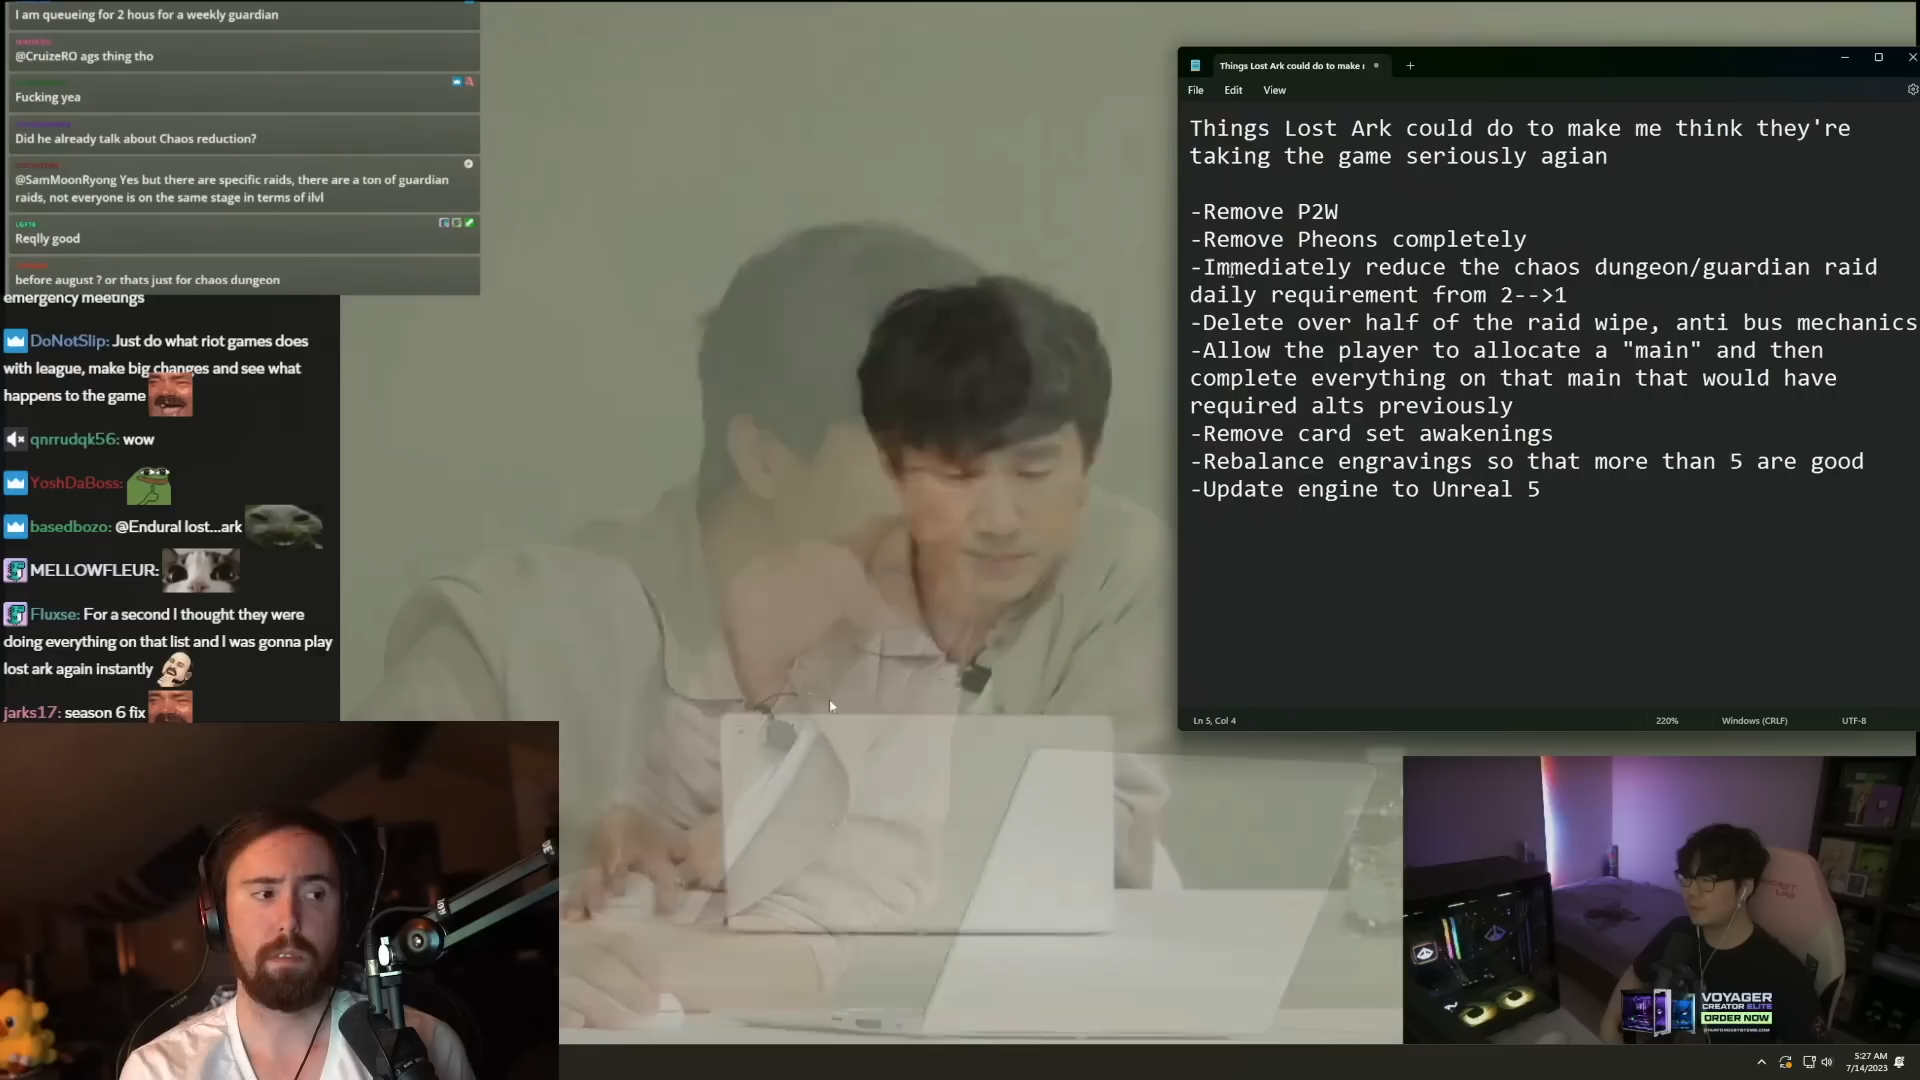 I am queueing for 2 hous for a weekly guardian
@CruizeRO ags thing tho
Fucking yea
Did he already talk about Chaos reduction?
@SamMoonRyong Yes but there are specific raids, there are a ton of guardian
raids, not everyone is on the same stage in terms of ilvl
Reqlly good
before august ? or thats just for chaos dungeon
emergency meetings
DoNotSlip: Just do what riot games does
with league, make big changes and see what
happens to the game
qnrrudqk56: wow
YoshDaBoss:
basedbozo: @Endural lost...ark
MELLOWFLEUR:
Fluxse: For a second I thought they were
doing everything on that list and I was gonna play
lost ark again instantly
jarks17: season 6 fix
Things Lost Ark could do to make
File Edit View
Things Lost Ark could do to make me think they're
taking the game seriously agian
-Remove P2W
-Remove Pheons completely
-Immediately reduce the chaos dungeon/guardian raid
daily requirement from 2-->1
-Delete over half of the raid wipe, anti bus mechanics
-Allow the player to allocate a "main" and then
complete everything on that main that would have
required alts previously
-Remove card set awakenings
-Rebalance engravings so that more than 5 are good
-Update engine to Unreal 5
Ln 5, Col 4
220%
Windows (CRLF)
UTF-8
VOYAGER
CREATOR ELITE
ORDER NOW
STARFORGESYSTEMS.COM
5:27 AM
7/14/2023